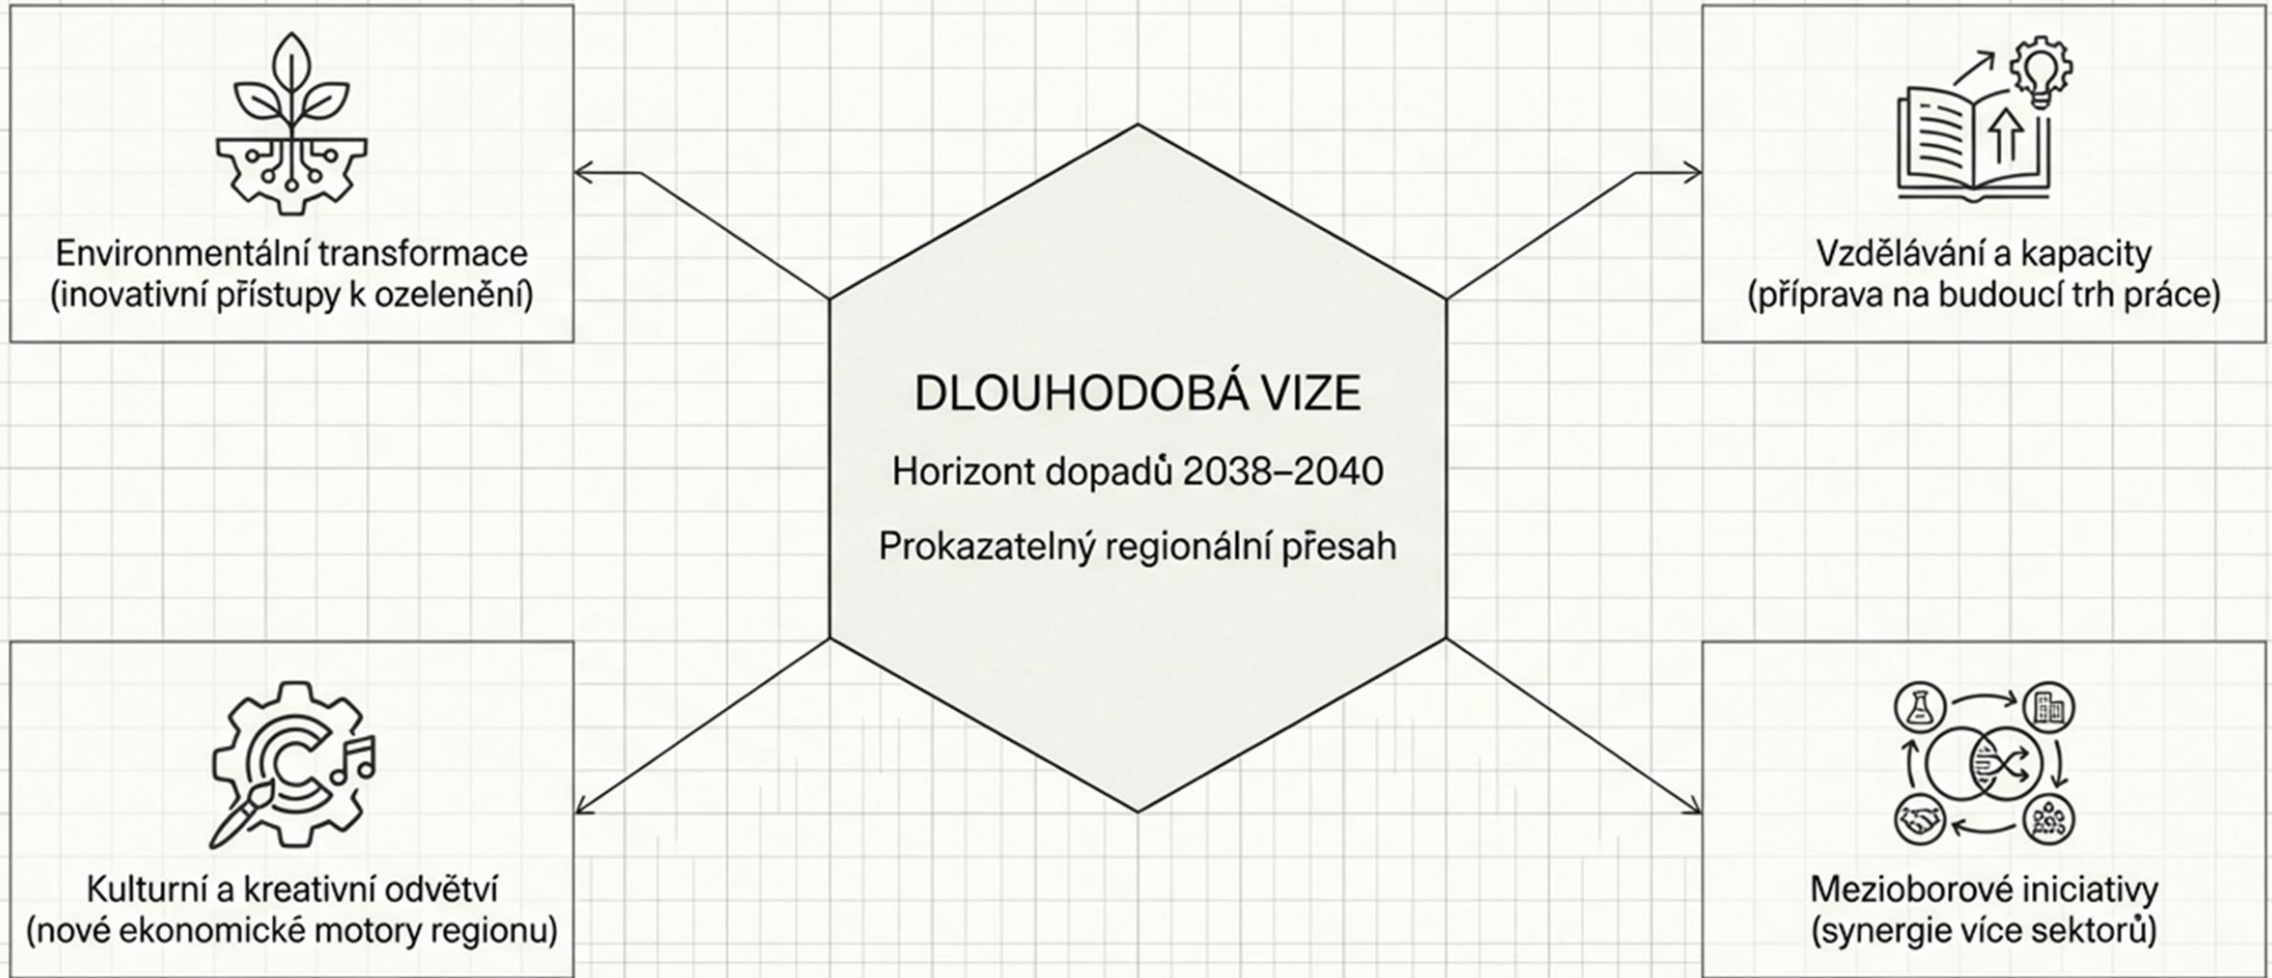 Environmentální transformace
(inovativní přístupy k ozelenění)
Vzdělávání a kapacity
(příprava na budoucí trh práce)
DLOUHODOBÁ VIZE
Horizont dopadů 2038–2040
Prokazatelný regionální přesah
Kulturní a kreativní odvětví
(nové ekonomické motory regionu)
Mezioborové iniciativy
(synergie více sektorů)